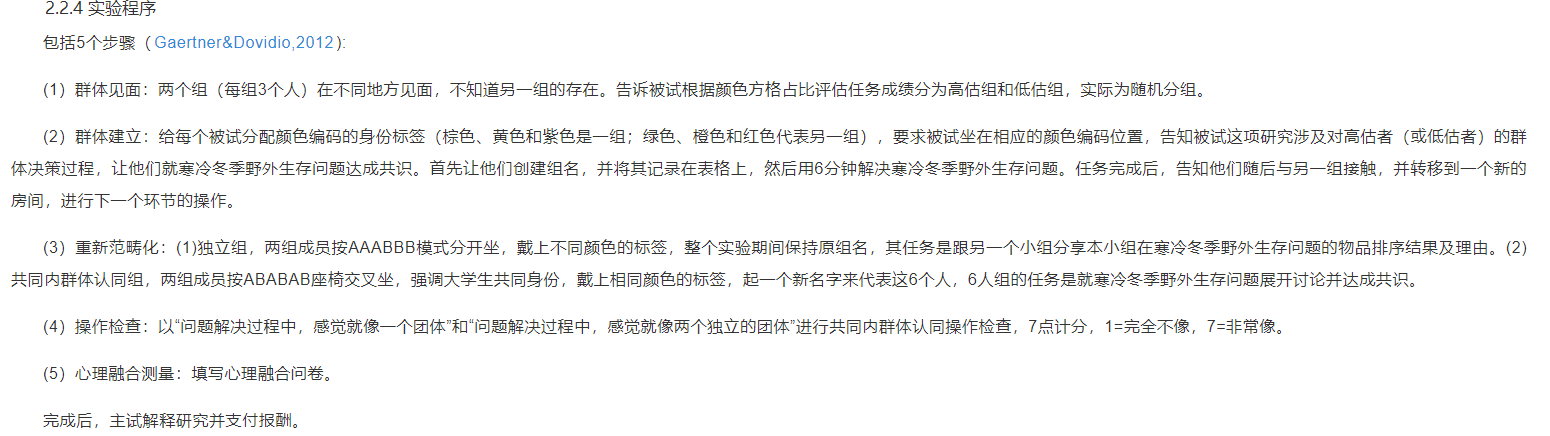 2.2.4 实验程序
包括5个步骤（Gaertner&Dovidio,2012):
(1）群体见面：两个组（每组3个人）在不同地方见面，不知道另一组的存在。告诉被试根据颜色方格占比评估任务成绩分为高估组和低估组，实际为随机分组。
(2）群体建立：给每个被试分配颜色编码的身份标签（棕色、黄色和紫色是一组；绿色、橙色和红色代表另一组），要求被试坐在相应的颜色编码位置，告知被试这项研究涉及对高估者（或低估者）的群
体决策过程，让他们就寒冷冬季野外生存问题达成共识。首先让他们创建组名，并将其记录在表格上，然后用6分钟解决寒冷冬季野外生存问题。任务完成后，告知他们随后与另一组接触，并转移到一个新的
房间，进行下一个环节的操作。
(3）重新范畴化：(1)独立组，两组成员按AAABBB模式分开坐，戴上不同颜色的标签，整个实验期间保持原组名，其任务是跟另一个小组分享本小组在寒冷冬季野外生存问题的物品排序结果及理由。(2)
共同内群体认同组，两组成员按ABABAB座椅交叉坐，强调大学生共同身份，戴上相同颜色的标签，起一个新名字来代表这6个人，6人组的任务是就寒冷冬季野外生存问题展开讨论并达成共识。
(4）操作检查：以“问题解决过程中，感觉就像一个团体”和“问题解决过程中，感觉就像两个独立的团体”进行共同内群体认同操作检查，7点计分，1=完全不像，7=非常像。
(5）心理融合测量：填写心理融合问卷。
完成后，主试解释研究并支付报酬。